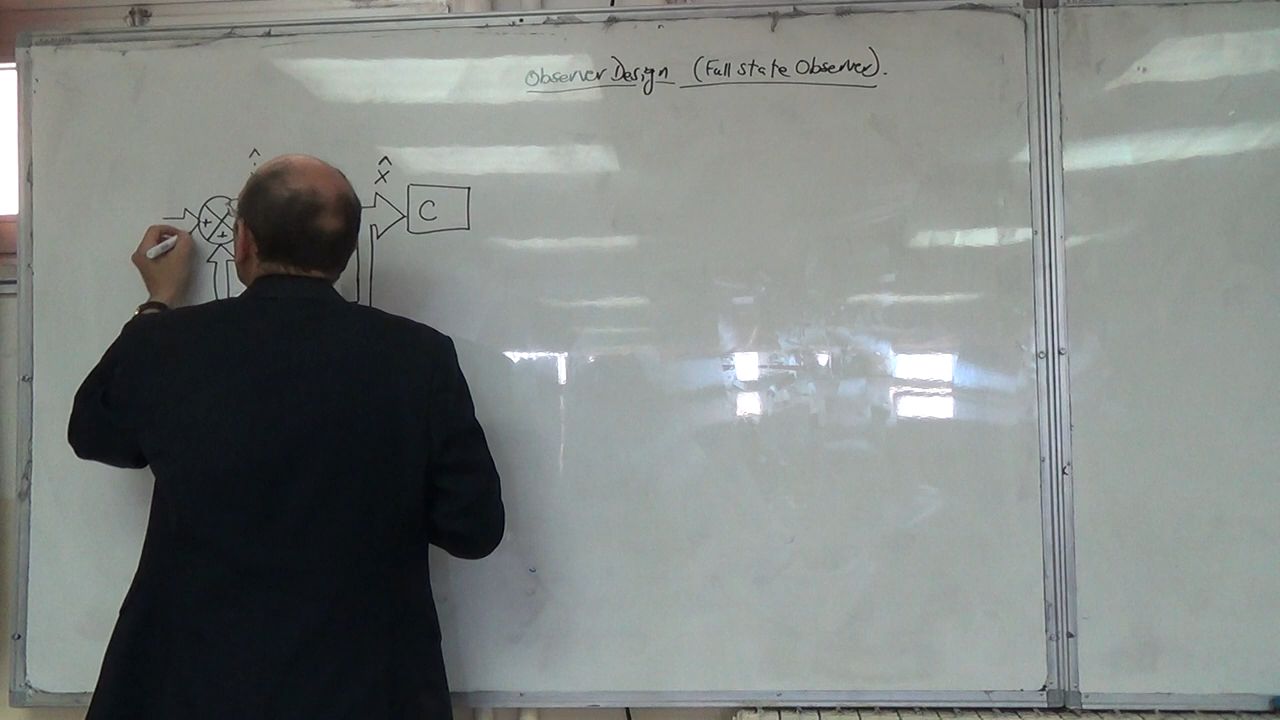 Observer Design (Full state Observer).
x̂
+
C
+